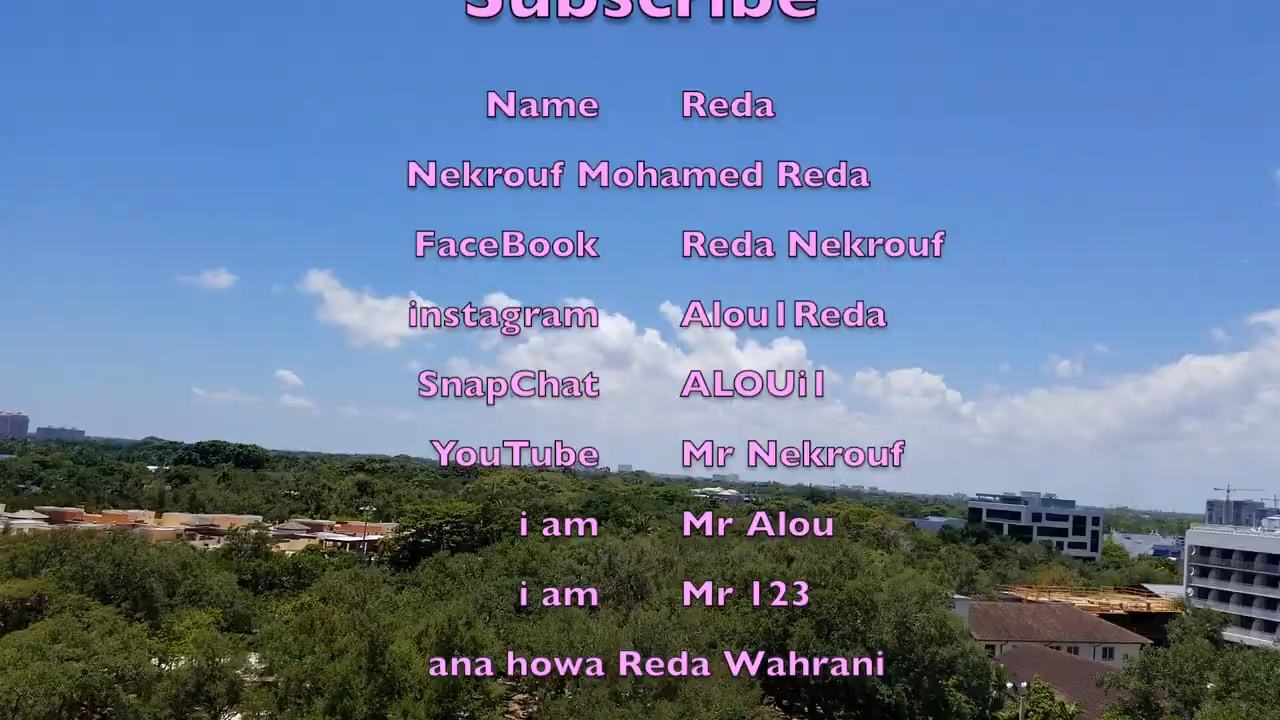 Subscribe
Name Reda
Nekrouf Mohamed Reda
FaceBook Reda Nekrouf
instagram Alou1Reda
SnapChat ALOUi1
YouTube Mr Nekrouf
i am Mr Alou
i am Mr 123
ana howa Reda Wahrani